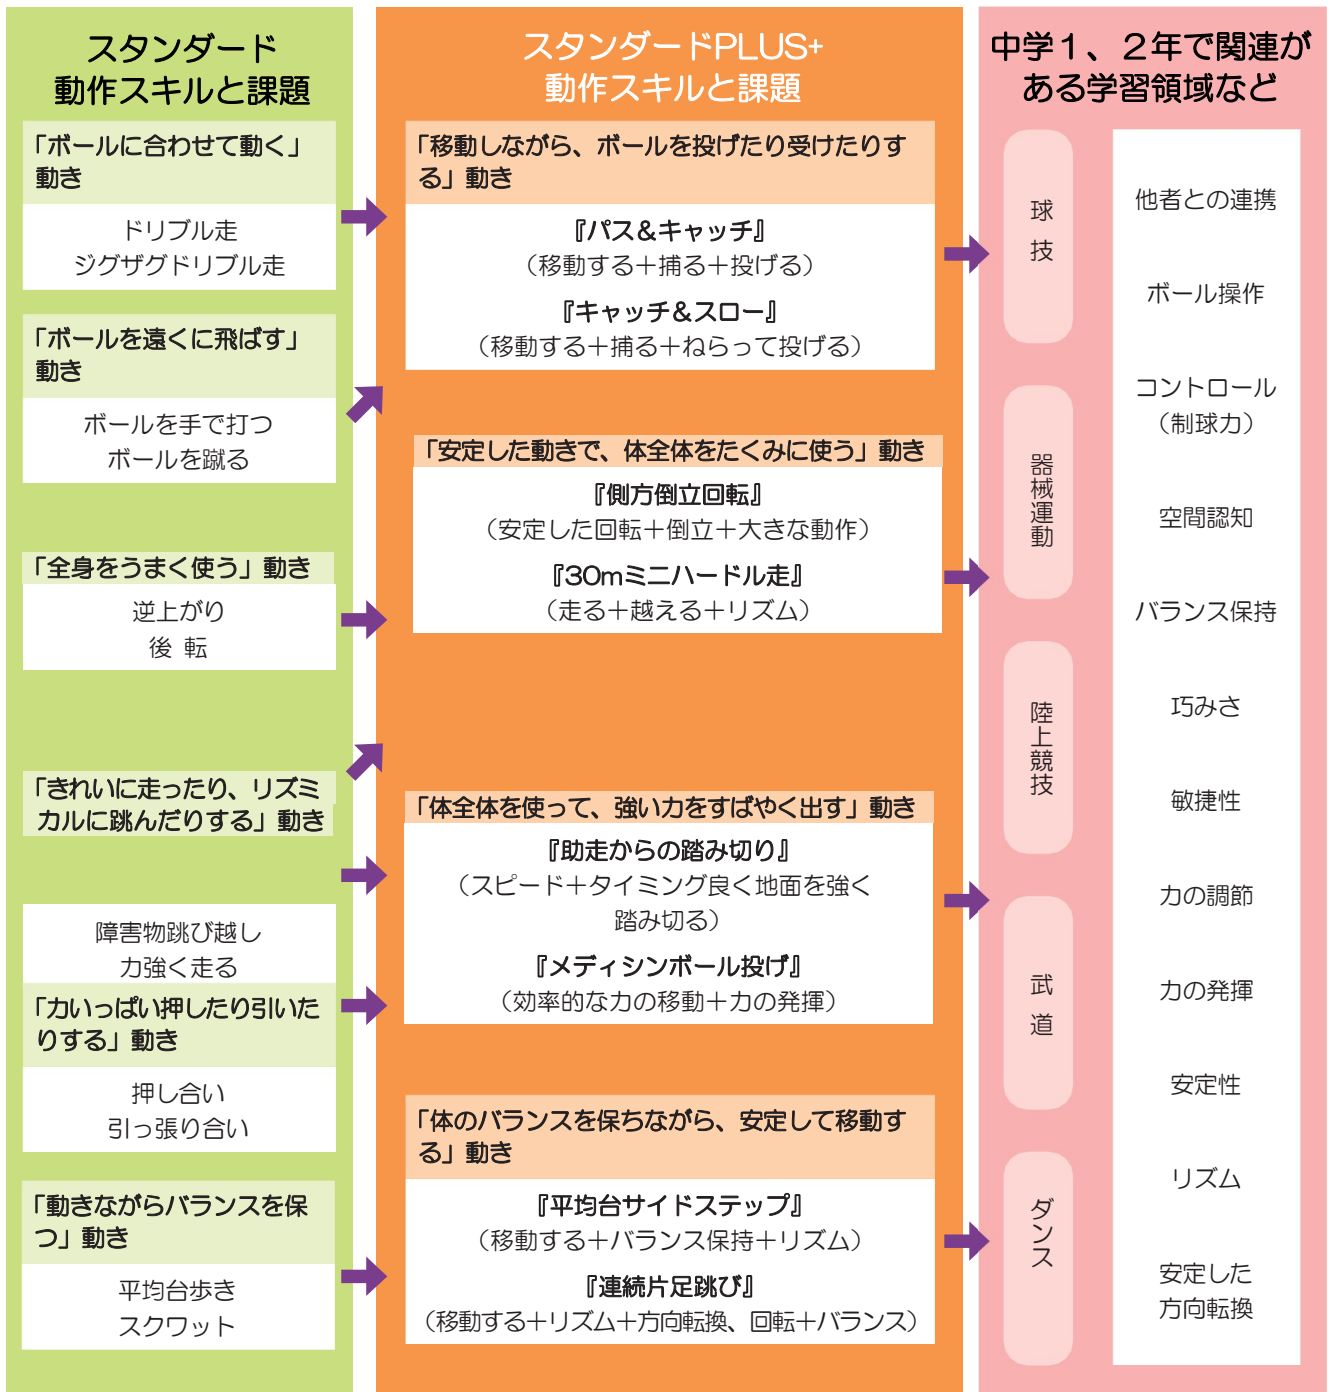 スタンダード
動作スキルと課題
「ボールに合わせて動く」
動き
ドリブル走
ジグザグドリブル走
「ボールを遠くに飛ばす」
動き
ボールを手で打つ
ボールを蹴る
「全身をうまく使う」動き
逆上がり
後 転
「きれいに走ったり、リズミ
カルに跳んだりする」動き
障害物跳び越し
力強く走る
「力いっぱい押したり引いた
りする」動き
押し合い
引っ張り合い
「動きながらバランスを保
つ」動き
平均台歩き
スクワット
スタンダードPLUS+
動作スキルと課題
「移動しながら、ボールを投げたり受けたりす
る」動き
『パス＆キャッチ』
（移動する＋捕る＋投げる）
『キャッチ＆スロー』
（移動する＋捕る＋ねらって投げる）
「安定した動きで、体全体をたくみに使う」動き
『側方倒立回転』
（安定した回転＋倒立＋大きな動作）
『30mミニハードル走』
（走る＋越える＋リズム）
「体全体を使って、強い力をすばやく出す」動き
『助走からの踏み切り』
（スピード＋タイミング良く地面を強く
踏み切る）
『メディシンボール投げ』
（効率的な力の移動＋力の発揮）
「体のバランスを保ちながら、安定して移動す
る」動き
『平均台サイドステップ』
（移動する＋バランス保持＋リズム）
『連続片足跳び』
（移動する＋リズム＋方向転換、回転＋バランス）
中学１、２年で関連が
ある学習領域など
球 技
器械運動
陸上競技
武 道
ダンス
他者との連携
ボール操作
コントロール
（制球力）
空間認知
バランス保持
巧みさ
敏捷性
力の調節
力の発揮
安定性
リズム
安定した
方向転換